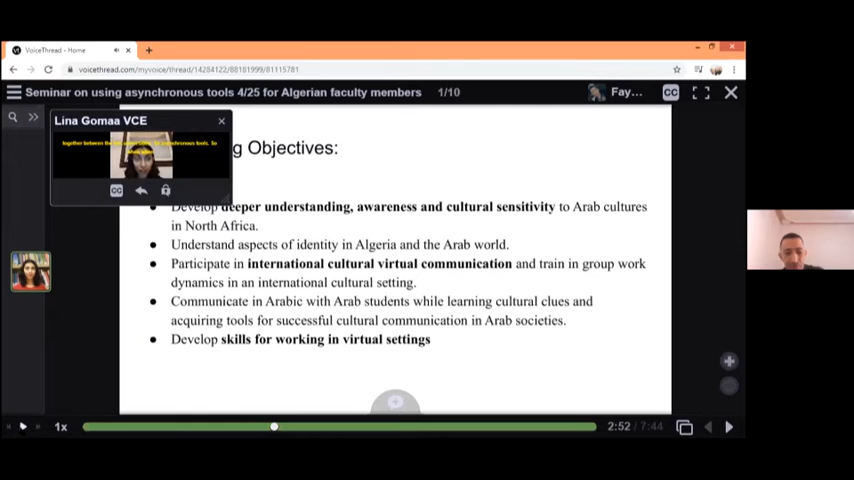 VoiceThread - Home
voicethread.com/myvoice/thread/14284122/88181999/81115781
Seminar on using asynchronous tools 4/25 for Algerian faculty members 1/10
Fay...
CC
Lina Gomaa VCE
CC
g Objectives:
Develop deeper understanding, awareness and cultural sensitivity to Arab cultures
in North Africa.
Understand aspects of identity in Algeria and the Arab world.
Participate in international cultural virtual communication and train in group work
dynamics in an international cultural setting.
Communicate in Arabic with Arab students while learning cultural clues and
acquiring tools for successful cultural communication in Arab societies.
Develop skills for working in virtual settings
1x
2:52 / 7:44